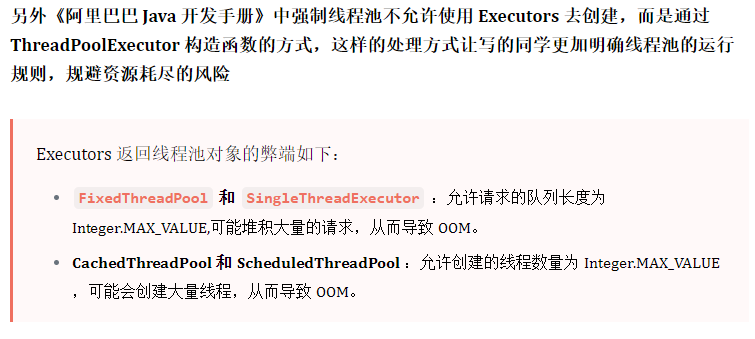 另外《阿里巴巴 Java 开发手册》中强制线程池不允许使用 Executors 去创建，而是通过
ThreadPoolExecutor 构造函数的方式，这样的处理方式让写的同学更加明确线程池的运行
规则，规避资源耗尽的风险
Executors 返回线程池对象的弊端如下：
• FixedThreadPool 和 SingleThreadExecutor ：允许请求的队列长度为
Integer.MAX_VALUE,可能堆积大量的请求，从而导致 OOM。
• CachedThreadPool 和 ScheduledThreadPool ：允许创建的线程数量为 Integer.MAX_VALUE
，可能会创建大量线程，从而导致 OOM。